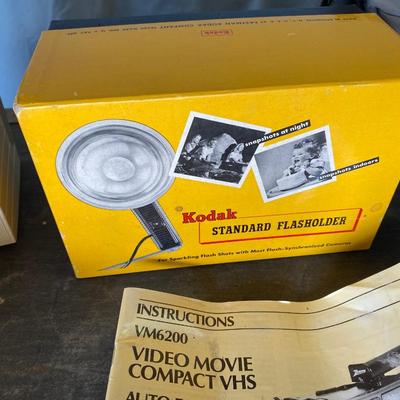 Kodak
snapshots at night
snapshots indoors
Kodak
STANDARD FLASHOLDER
For Sparkling Flash Shots with Most Flash-Synchronized Cameras
INSTRUCTIONS
VM6200
VIDEO MOVIE
COMPACT VHS